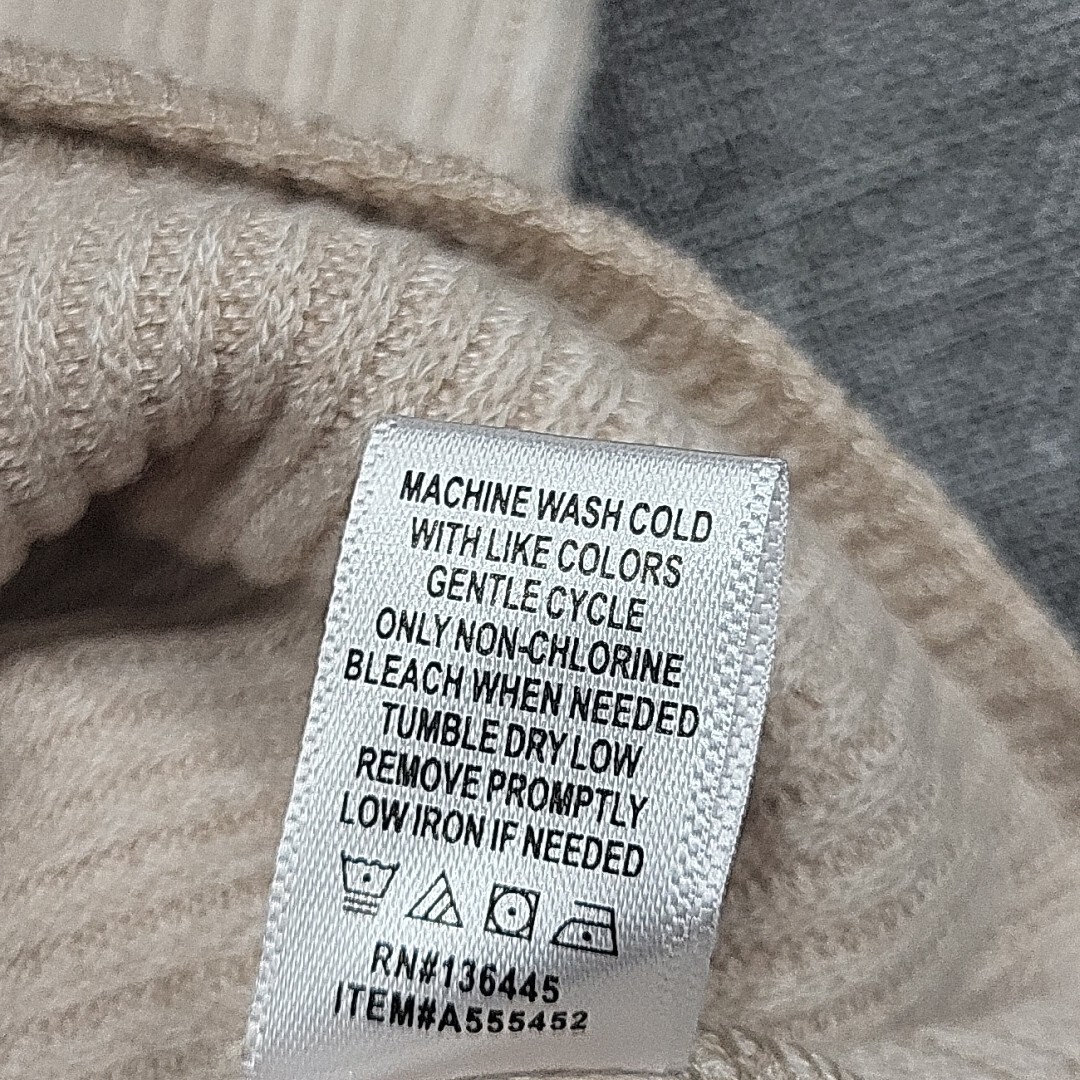 MACHINE WASH COLD
WITH LIKE COLORS
GENTLE CYCLE
ONLY NON-CHLORINE
BLEACH WHEN NEEDED
TUMBLE DRY LOW
REMOVE PROMPTLY
LOW IRON IF NEEDED
RN#136445
ITEM#A555452